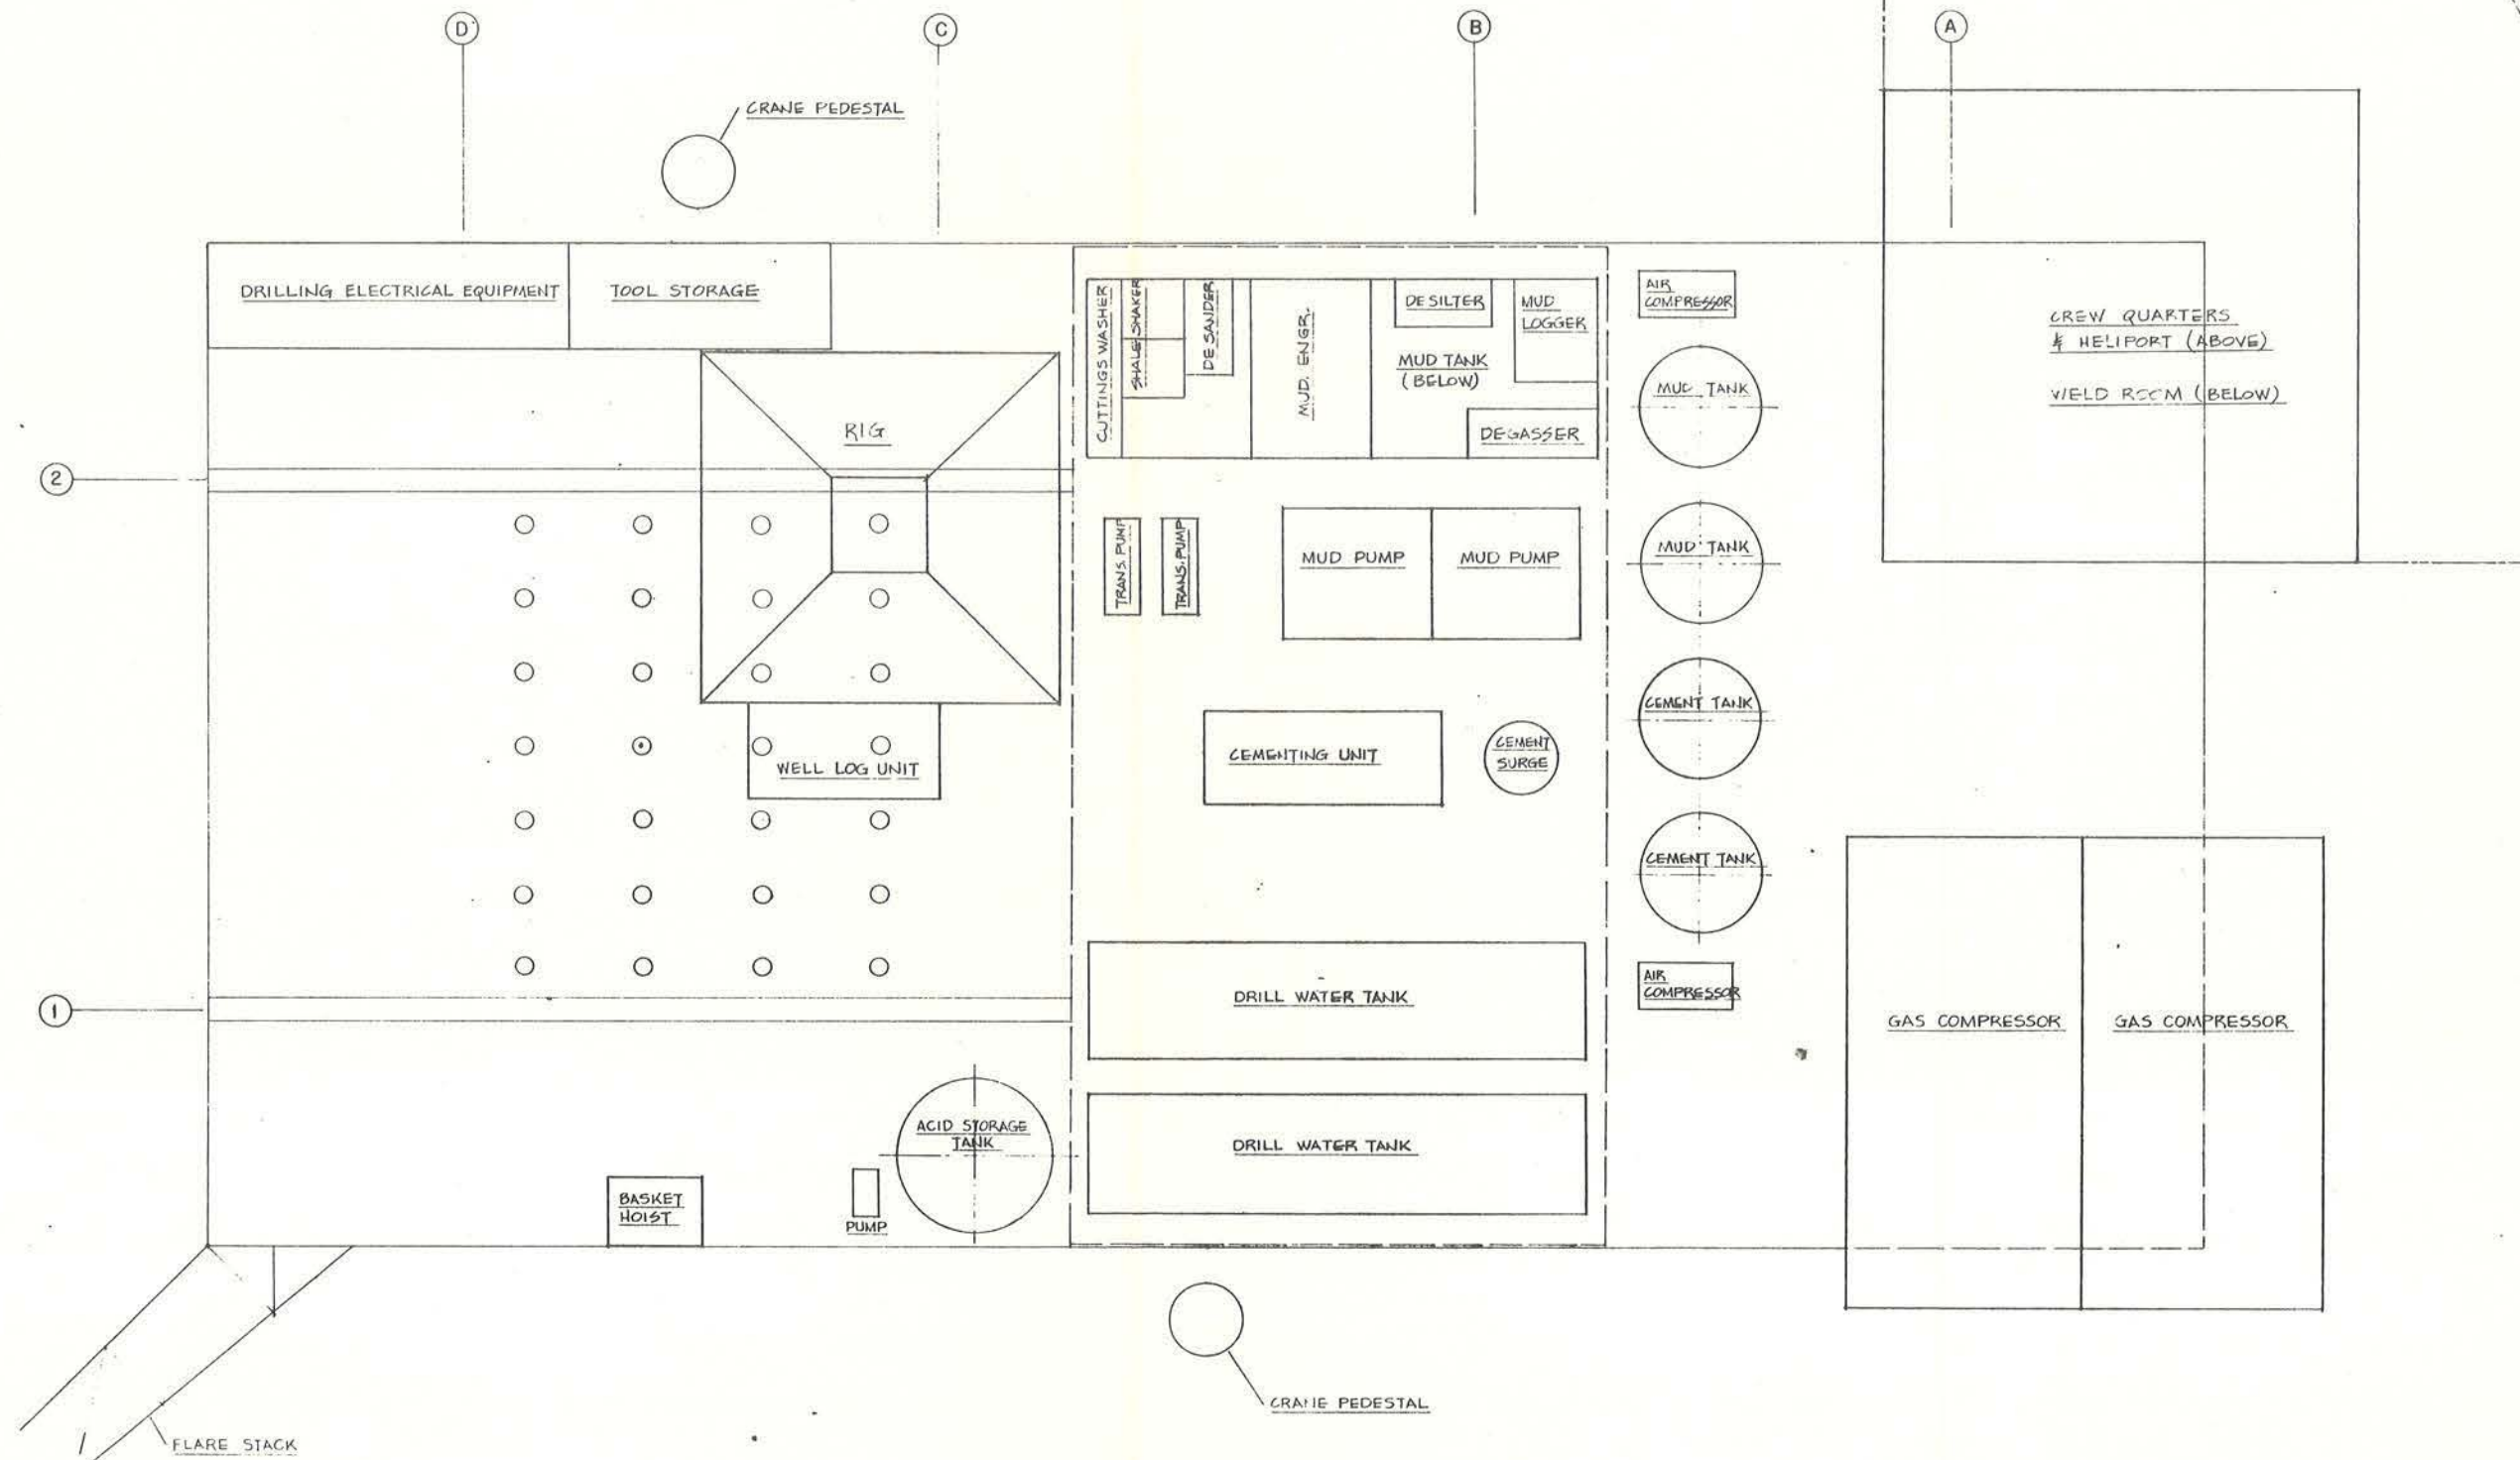 D
C
B
A
CRANE PEDESTAL
DRILLING ELECTRICAL EQUIPMENT
TOOL STORAGE
RIG
CUTTINGS WASHER
SHALE SHAKER
DE SANDER
MUD. ENGR.
DE SILTER
MUD
LOGGER
MUD TANK
(BELOW)
DEGASSER
AIR
COMPRESSOR
MUD TANK
CREW QUARTERS
& HELIPORT (ABOVE)
WELD ROOM (BELOW)
2
TRANS. PUMP
TRANS. PUMP
MUD PUMP
MUD PUMP
MUD TANK
WELL LOG UNIT
CEMENTING UNIT
CEMENT
SURGE
CEMENT TANK
CEMENT TANK
1
DRILL WATER TANK
AIR
COMPRESSOR
GAS COMPRESSOR
GAS COMPRESSOR
ACID STORAGE
TANK
DRILL WATER TANK
BASKET
HOIST
PUMP
CRANE PEDESTAL
FLARE STACK